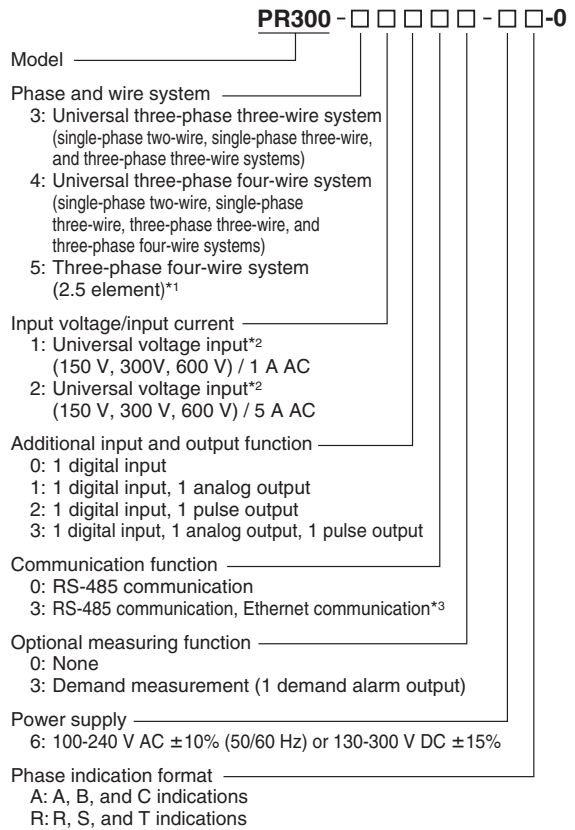 PR300 - □ □ □ □ □ - □ □-0
Model
Phase and wire system
3: Universal three-phase three-wire system
(single-phase two-wire, single-phase three-wire,
and three-phase three-wire systems)
4: Universal three-phase four-wire system
(single-phase two-wire, single-phase
three-wire, three-phase three-wire, and
three-phase four-wire systems)
5: Three-phase four-wire system
(2.5 element)*1
Input voltage/input current
1: Universal voltage input*2
(150 V, 300V, 600 V) / 1 A AC
2: Universal voltage input*2
(150 V, 300 V, 600 V) / 5 A AC
Additional input and output function
0: 1 digital input
1: 1 digital input, 1 analog output
2: 1 digital input, 1 pulse output
3: 1 digital input, 1 analog output, 1 pulse output
Communication function
0: RS-485 communication
3: RS-485 communication, Ethernet communication*3
Optional measuring function
0: None
3: Demand measurement (1 demand alarm output)
Power supply
6: 100-240 V AC ±10% (50/60 Hz) or 130-300 V DC ±15%
Phase indication format
A: A, B, and C indications
R: R, S, and T indications